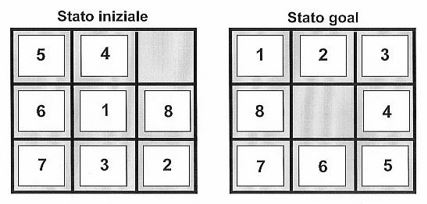 Stato iniziale
Stato goal
5 4
1 2 3
6 1 8
8 4
7 3 2
7 6 5